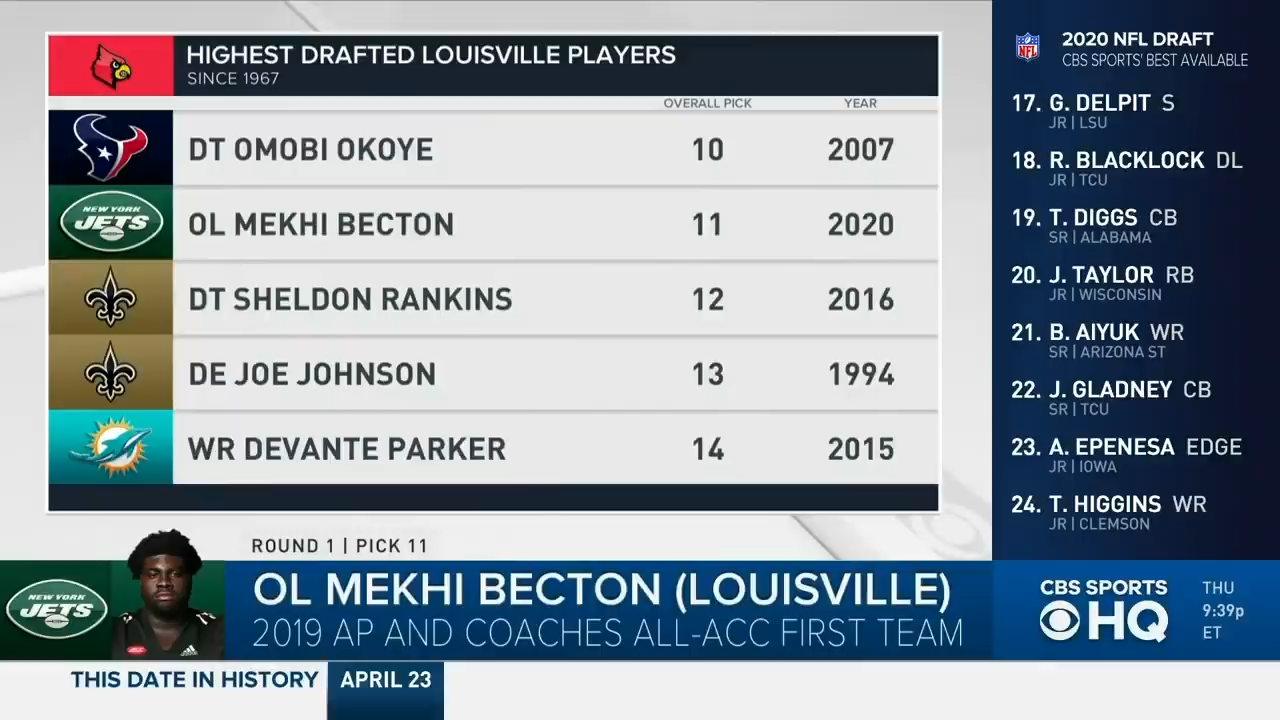 HIGHEST DRAFTED LOUISVILLE PLAYERS
SINCE 1967
OVERALL PICK YEAR
DT OMOBI OKOYE 10 2007
NEW YORK
JETS
OL MEKHI BECTON 11 2020
DT SHELDON RANKINS 12 2016
DE JOE JOHNSON 13 1994
WR DEVANTE PARKER 14 2015
NFL
2020 NFL DRAFT
CBS SPORTS' BEST AVAILABLE
17. G. DELPIT S
JR | LSU
18. R. BLACKLOCK DL
JR | TCU
19. T. DIGGS CB
SR | ALABAMA
20. J. TAYLOR RB
JR | WISCONSIN
21. B. AIYUK WR
SR | ARIZONA ST
22. J. GLADNEY CB
SR | TCU
23. A. EPENESA EDGE
JR | IOWA
24. T. HIGGINS WR
JR | CLEMSON
ROUND 1 | PICK 11
NEW YORK
JETS
OL MEKHI BECTON (LOUISVILLE)
2019 AP AND COACHES ALL-ACC FIRST TEAM
CBS SPORTS
HQ
THU
9:39p
ET
THIS DATE IN HISTORY APRIL 23